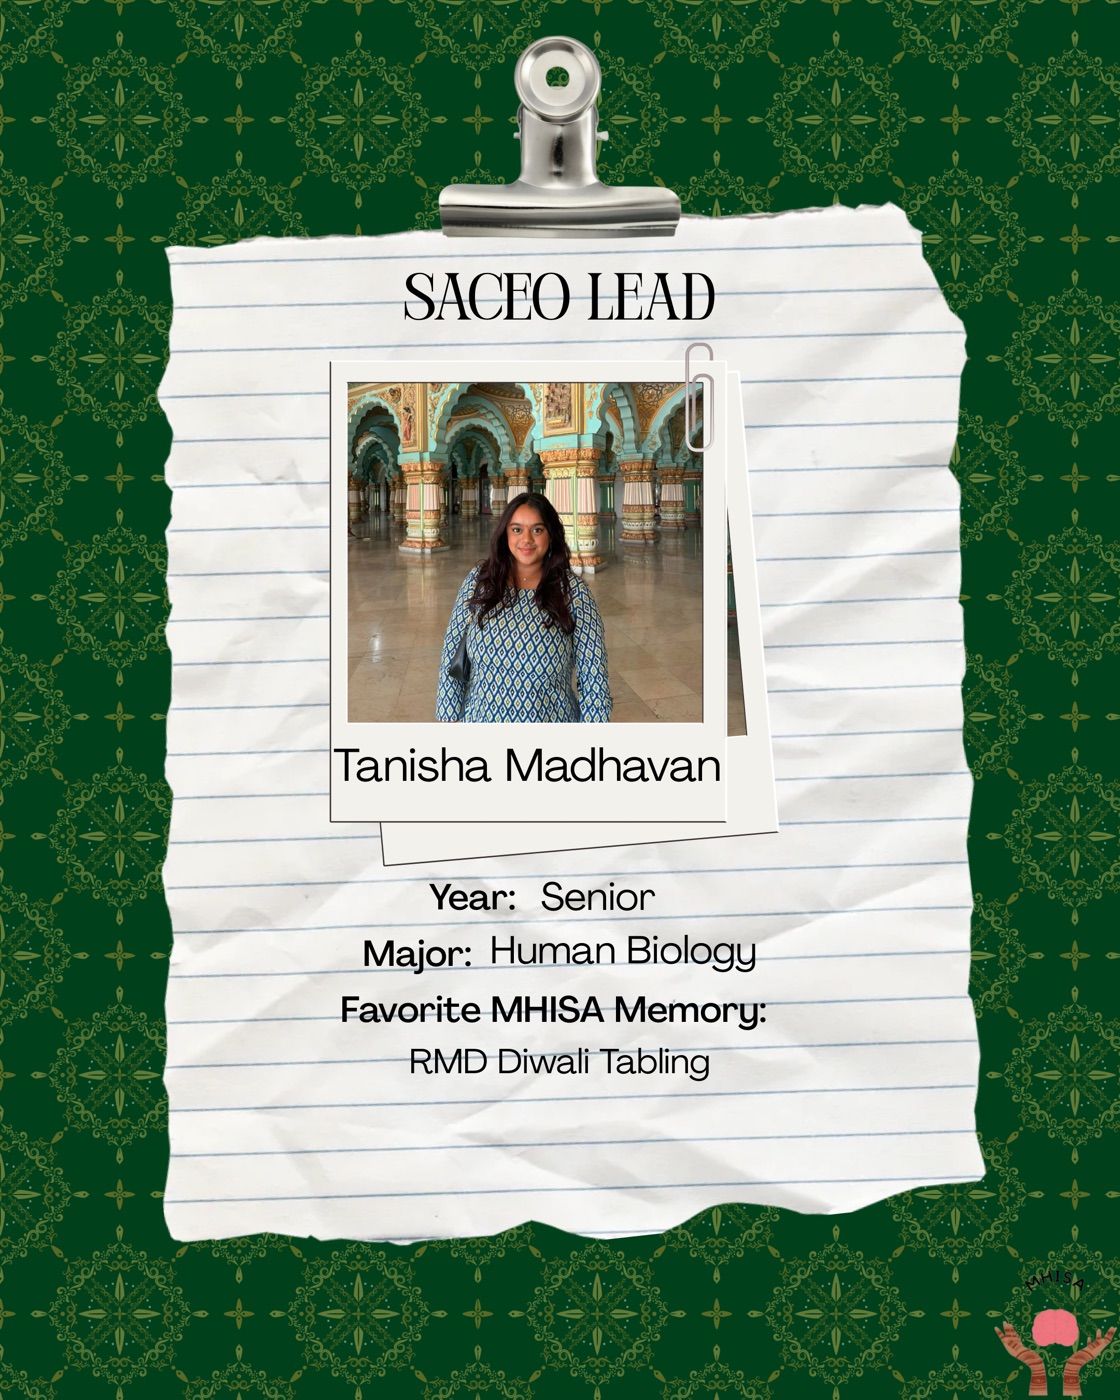 SACEO LEAD
Tanisha Madhavan
Year: Senior
Major: Human Biology
Favorite MHISA Memory:
RMD Diwali Tabling
MHISA